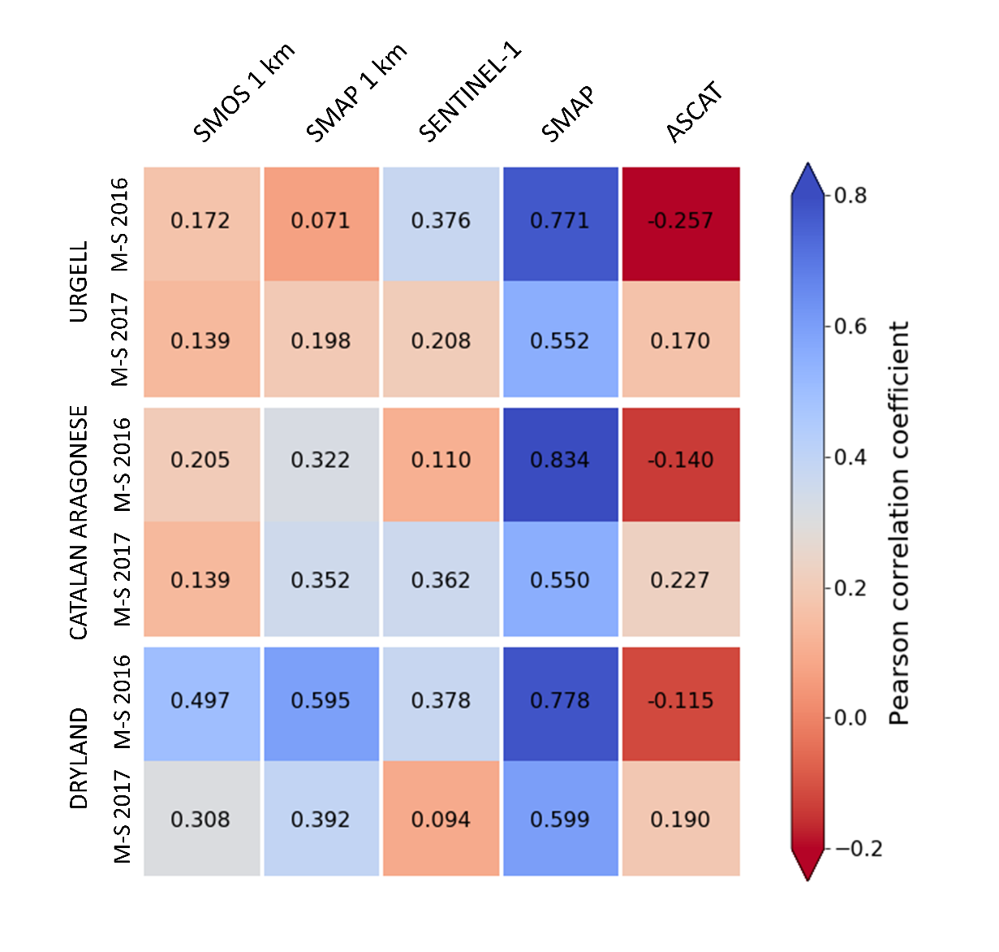 SMOS 1 km
SMAP 1 km
SENTINEL-1
SMAP
ASCAT
URGELL
M-S 2016
0.172
0.071
0.376
0.771
-0.257
M-S 2017
0.139
0.198
0.208
0.552
0.170
CATALAN ARAGONESE
M-S 2016
0.205
0.322
0.110
0.834
-0.140
M-S 2017
0.139
0.352
0.362
0.550
0.227
DRYLAND
M-S 2016
0.497
0.595
0.378
0.778
-0.115
M-S 2017
0.308
0.392
0.094
0.599
0.190
0.8
0.6
0.4
0.2
0.0
−0.2
Pearson correlation coefficient